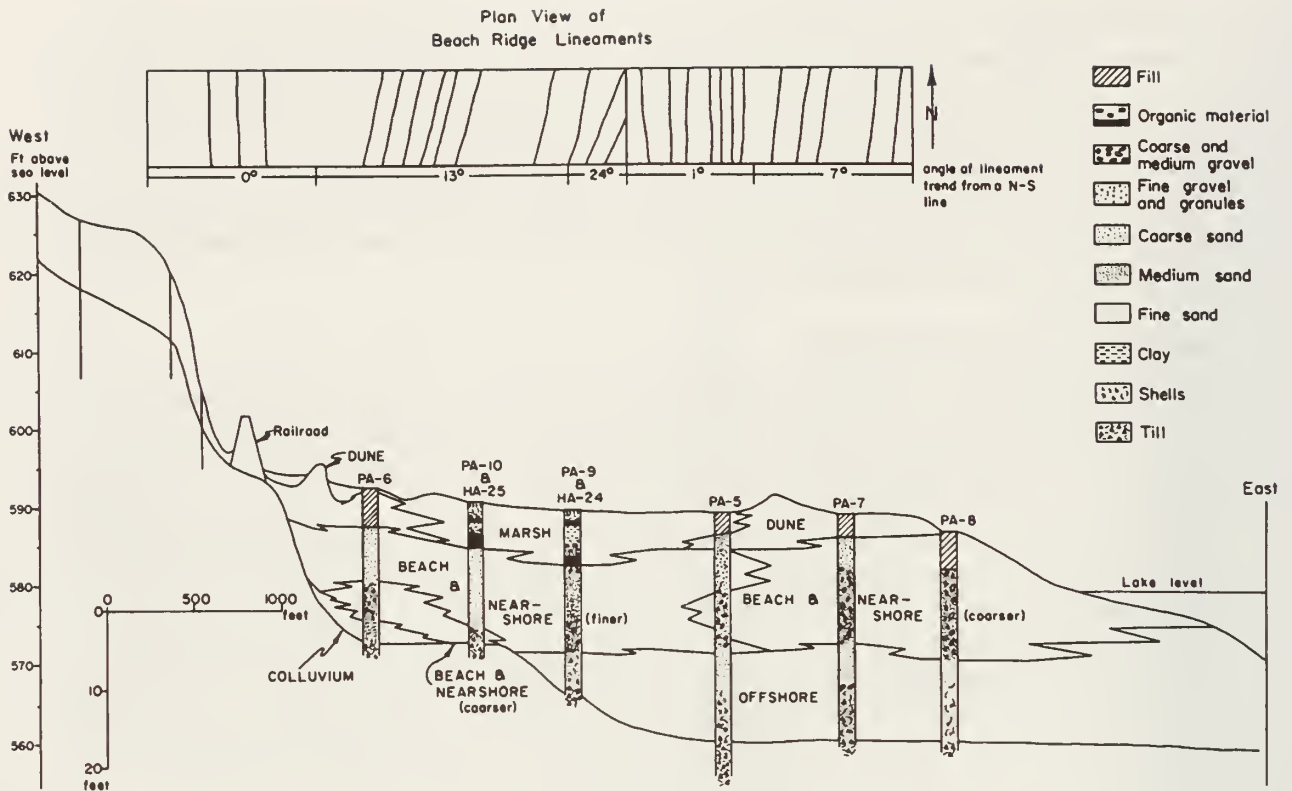 Plan View of
Beach Ridge Lineaments
N
0°
13°
24°
1°
7°
angle of lineament
trend from a N-S
line
Fill
Organic material
Coarse and
medium gravel
Fine gravel
and granules
Coarse sand
Medium sand
Fine sand
Clay
Shells
Till
West
Ft above
sea level
630
620
610
600
590
580
570
560
Railroad
DUNE
PA-6
PA-10
&
HA-25
PA-9
&
HA-24
PA-5
PA-7
PA-8
East
MARSH
DUNE
BEACH
&
NEAR-
SHORE
(finer)
BEACH &
NEAR-
SHORE
(coarser)
Lake level
0
500
1000
feet
10
20
feet
COLLUVIUM
BEACH &
NEARSHORE
(coarser)
OFFSHORE